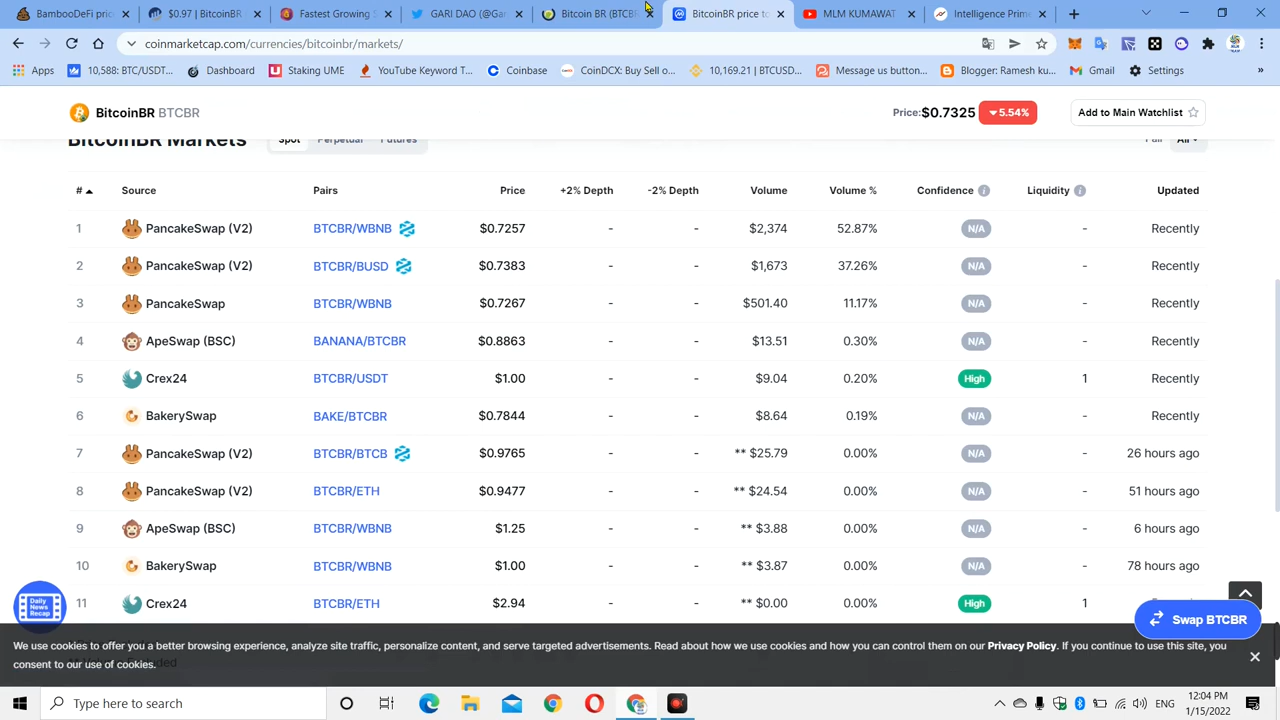 BambooDeFi price
$0.97 | BitcoinBR
Fastest Growing
GARI DAO (@Gar
Bitcoin BR (BTCBR
BitcoinBR price to
MLM KUMAWAT
Intelligence Prime
coinmarketcap.com/currencies/bitcoinbr/markets/
Apps
10,588: BTC/USDT...
Dashboard
Staking UME
YouTube Keyword T...
Coinbase
CoinDCX: Buy Sell o...
10,169.21 | BTCUSD...
Message us button...
Blogger: Ramesh ku...
Gmail
Settings
»
BitcoinBR BTCBR
Price: $0.7325 5.54%
Add to Main Watchlist
BitcoinBR Markets Spot Perpetual Futures Pair All
# Source Pairs Price +2% Depth -2% Depth Volume Volume % Confidence Liquidity Updated
1 PancakeSwap (V2) BTCBR/WBNB $0.7257 - - $2,374 52.87% N/A - Recently
2 PancakeSwap (V2) BTCBR/BUSD $0.7383 - - $1,673 37.26% N/A - Recently
3 PancakeSwap BTCBR/WBNB $0.7267 - - $501.40 11.17% N/A - Recently
4 ApeSwap (BSC) BANANA/BTCBR $0.8863 - - $13.51 0.30% N/A - Recently
5 Crex24 BTCBR/USDT $1.00 - - $9.04 0.20% High 1 Recently
6 BakerySwap BAKE/BTCBR $0.7844 - - $8.64 0.19% N/A - Recently
7 PancakeSwap (V2) BTCBR/BTCB $0.9765 - - ** $25.79 0.00% N/A - 26 hours ago
8 PancakeSwap (V2) BTCBR/ETH $0.9477 - - ** $24.54 0.00% N/A - 51 hours ago
9 ApeSwap (BSC) BTCBR/WBNB $1.25 - - ** $3.88 0.00% N/A - 6 hours ago
10 BakerySwap BTCBR/WBNB $1.00 - - ** $3.87 0.00% N/A - 78 hours ago
11 Crex24 BTCBR/ETH $2.94 - - ** $0.00 0.00% High 1
Daily
News
Recap
Swap BTCBR
We use cookies to offer you a better browsing experience, analyze site traffic, personalize content, and serve targeted advertisements. Read about how we use cookies and how you can control them on our Privacy Policy. If you continue to use this site, you
consent to our use of cookies.
Type here to search
ENG
12:04 PM
1/15/2022